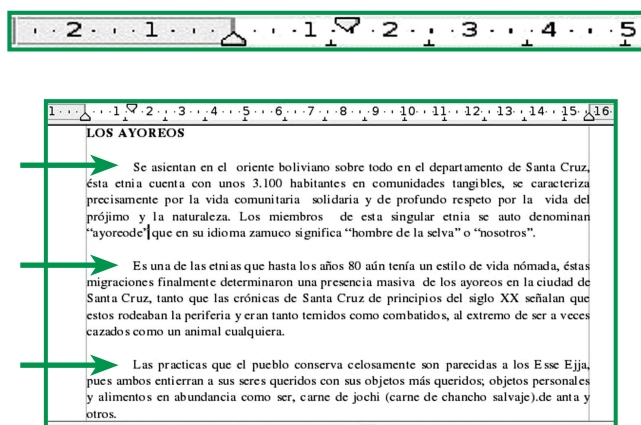 2 1 1 2 3 4 5
1 1 2 3 4 5 6 7 8 9 10 11 12 13 14 15 16
LOS AYOREOS
Se asientan en el oriente boliviano sobre todo en el departamento de Santa Cruz,
ésta etnia cuenta con unos 3.100 habitantes en comunidades tangibles, se caracteriza
precisamente por la vida comunitaria solidaria y de profundo respeto por la vida del
prójimo y la naturaleza. Los miembros de esta singular etnia se auto denominan
“ayoreode” que en su idioma zamuco significa “hombre de la selva” o “nosotros”.
Es una de las etnias que hasta los años 80 aún tenía un estilo de vida nómada, éstas
migraciones finalmente determinaron una presencia masiva de los ayoreos en la ciudad de
Santa Cruz, tanto que las crónicas de Santa Cruz de principios del siglo XX señalan que
estos rodeaban la periferia y eran tanto temidos como combatidos, al extremo de ser a veces
cazados como un animal cualquiera.
Las practicas que el pueblo conserva celosamente son parecidas a los Esse Ejja,
pues ambos entierran a sus seres queridos con sus objetos más queridos; objetos personales
y alimentos en abundancia como ser, carne de jochi (carne de chancho salvaje).de anta y
otros.